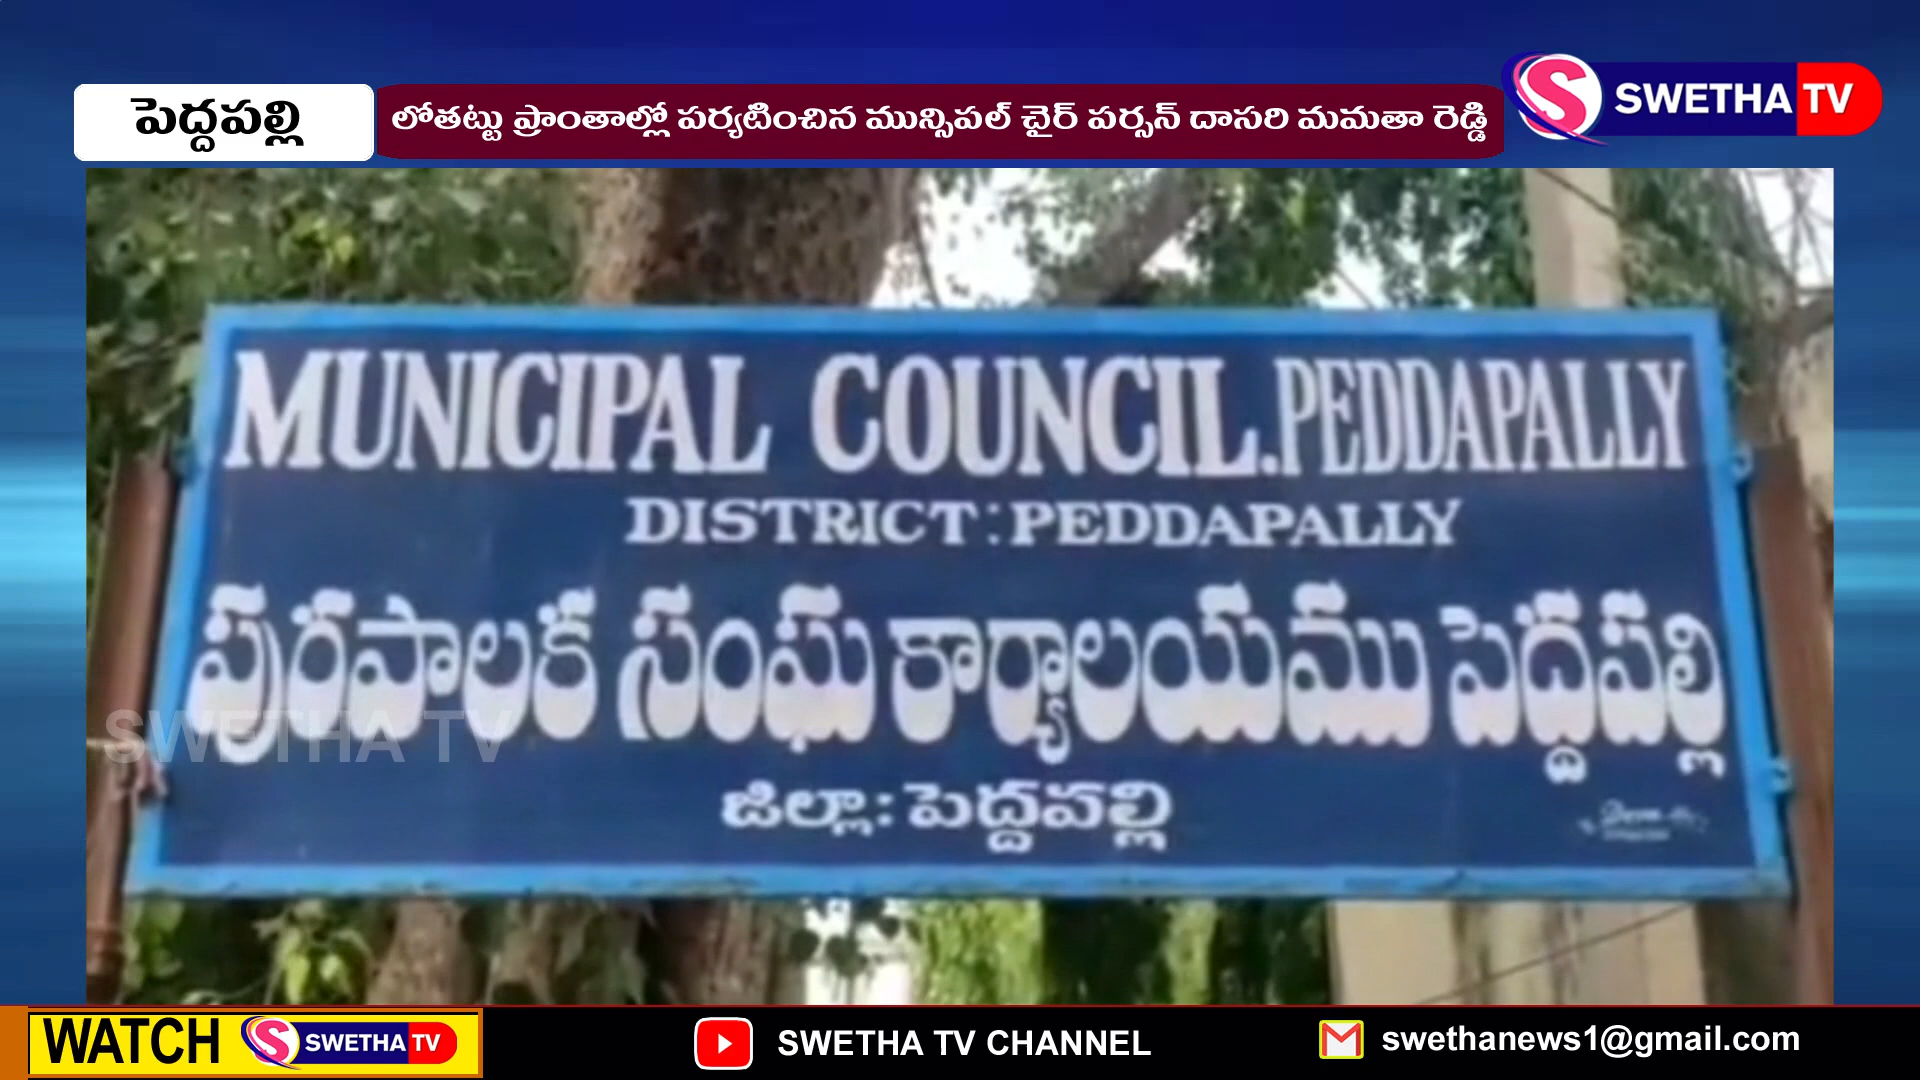 పెద్దపల్లి
లోతట్టు ప్రాంతాల్లో పర్యటించిన మున్సిపల్ చైర్ పర్సన్ దాసరి మమతా రెడ్డి
S SWETHA TV
MUNICIPAL COUNCIL.PEDDAPALLY
DISTRICT:PEDDAPALLY
పురపాలక సంఘ కార్యాలయము పెద్దపల్లి
SWETHA TV
జిల్లా: పెద్దపల్లి
WATCH S SWETHA TV
SWETHA TV CHANNEL
swethanews1@gmail.com